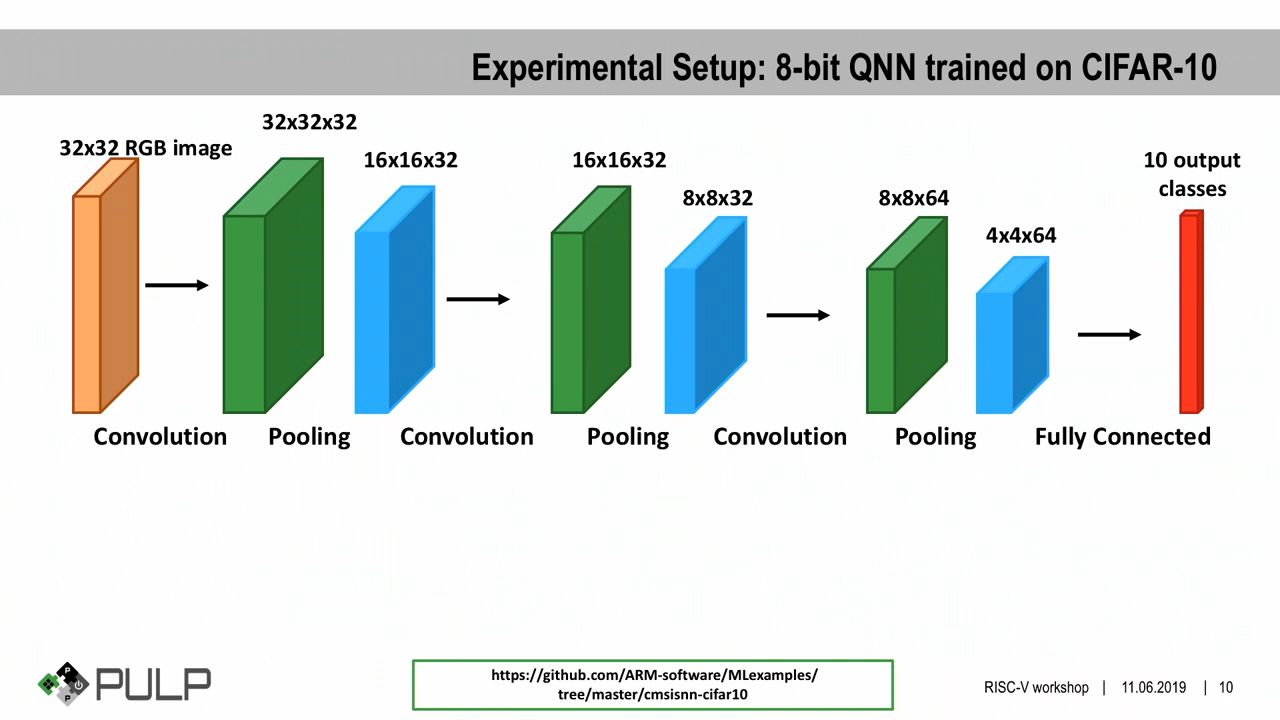 Experimental Setup: 8-bit QNN trained on CIFAR-10
32x32 RGB image
32x32x32
16x16x32
16x16x32
8x8x32
8x8x64
4x4x64
10 output
classes
Convolution
Pooling
Convolution
Pooling
Convolution
Pooling
Fully Connected
P
P
P
PULP
https://github.com/ARM-software/MLexamples/
tree/master/cmsisnn-cifar10
RISC-V workshop | 11.06.2019 | 10